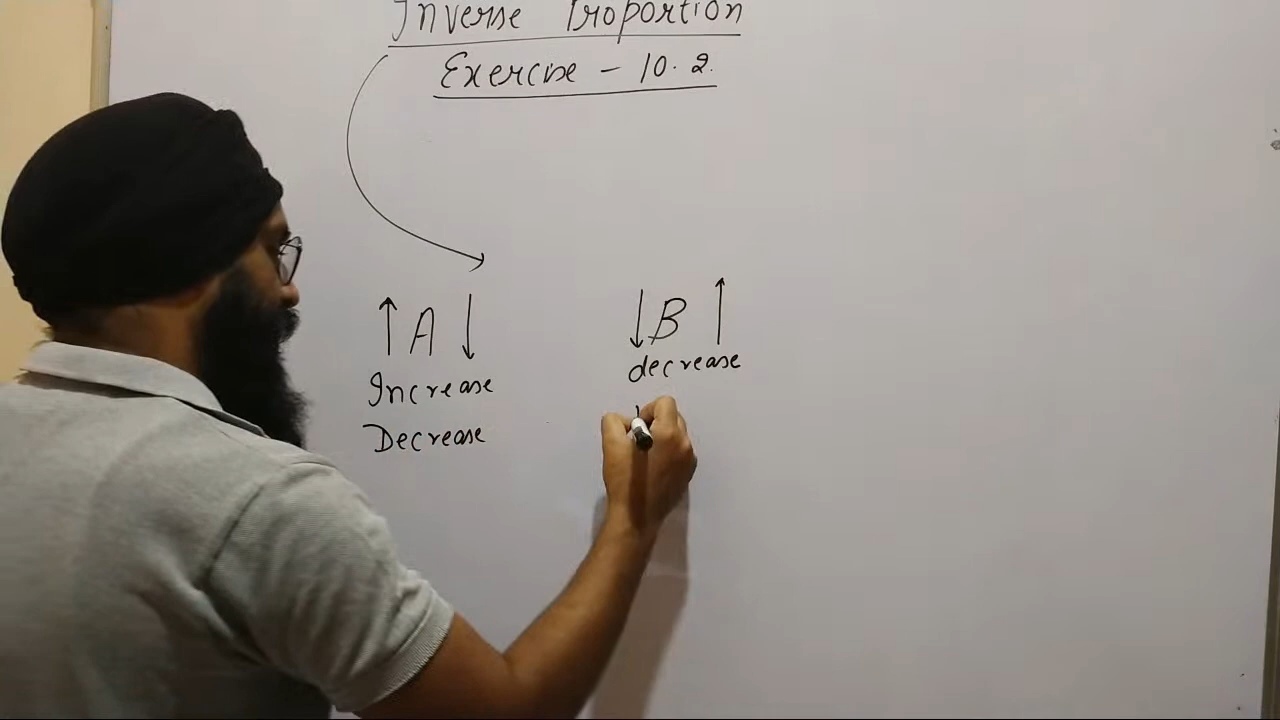 Inverse Proportion
Exercise - 10.2.
↑ A ↓ ↓ B ↑
Increase decrease
Decrease